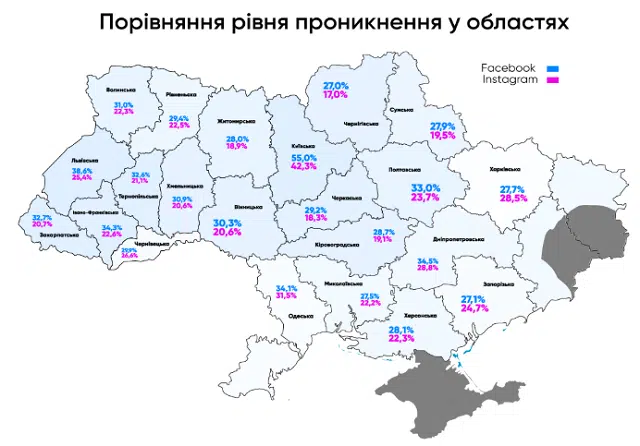 Порівняння рівня проникнення у областях
Facebook
Instagram
Волинська
31,0%
22,3%
Рівненська
29,4%
22,5%
Житомирська
28,0%
18,9%
Київська
55,0%
42,3%
27,0%
17,0%
Чернігівська
Сумська
27,9%
19,5%
Львівська
38,6%
25,4%
32,6%
21,1%
Тернопільська
Хмельницька
30,9%
20,6%
Вінницька
30,3%
20,6%
Черкаська
29,2%
18,3%
Полтавська
33,0%
23,7%
Харківська
27,7%
28,5%
32,7%
20,7%
Закарпатська
Івано-Франківська
34,3%
22,6%
Чернівецька
29,9%
26,6%
Кіровоградська
28,7%
19,1%
Дніпропетровська
34,5%
28,8%
34,1%
31,5%
Одеська
Миколаївська
27,5%
22,2%
Херсонська
28,1%
22,3%
Запорізька
27,1%
24,7%